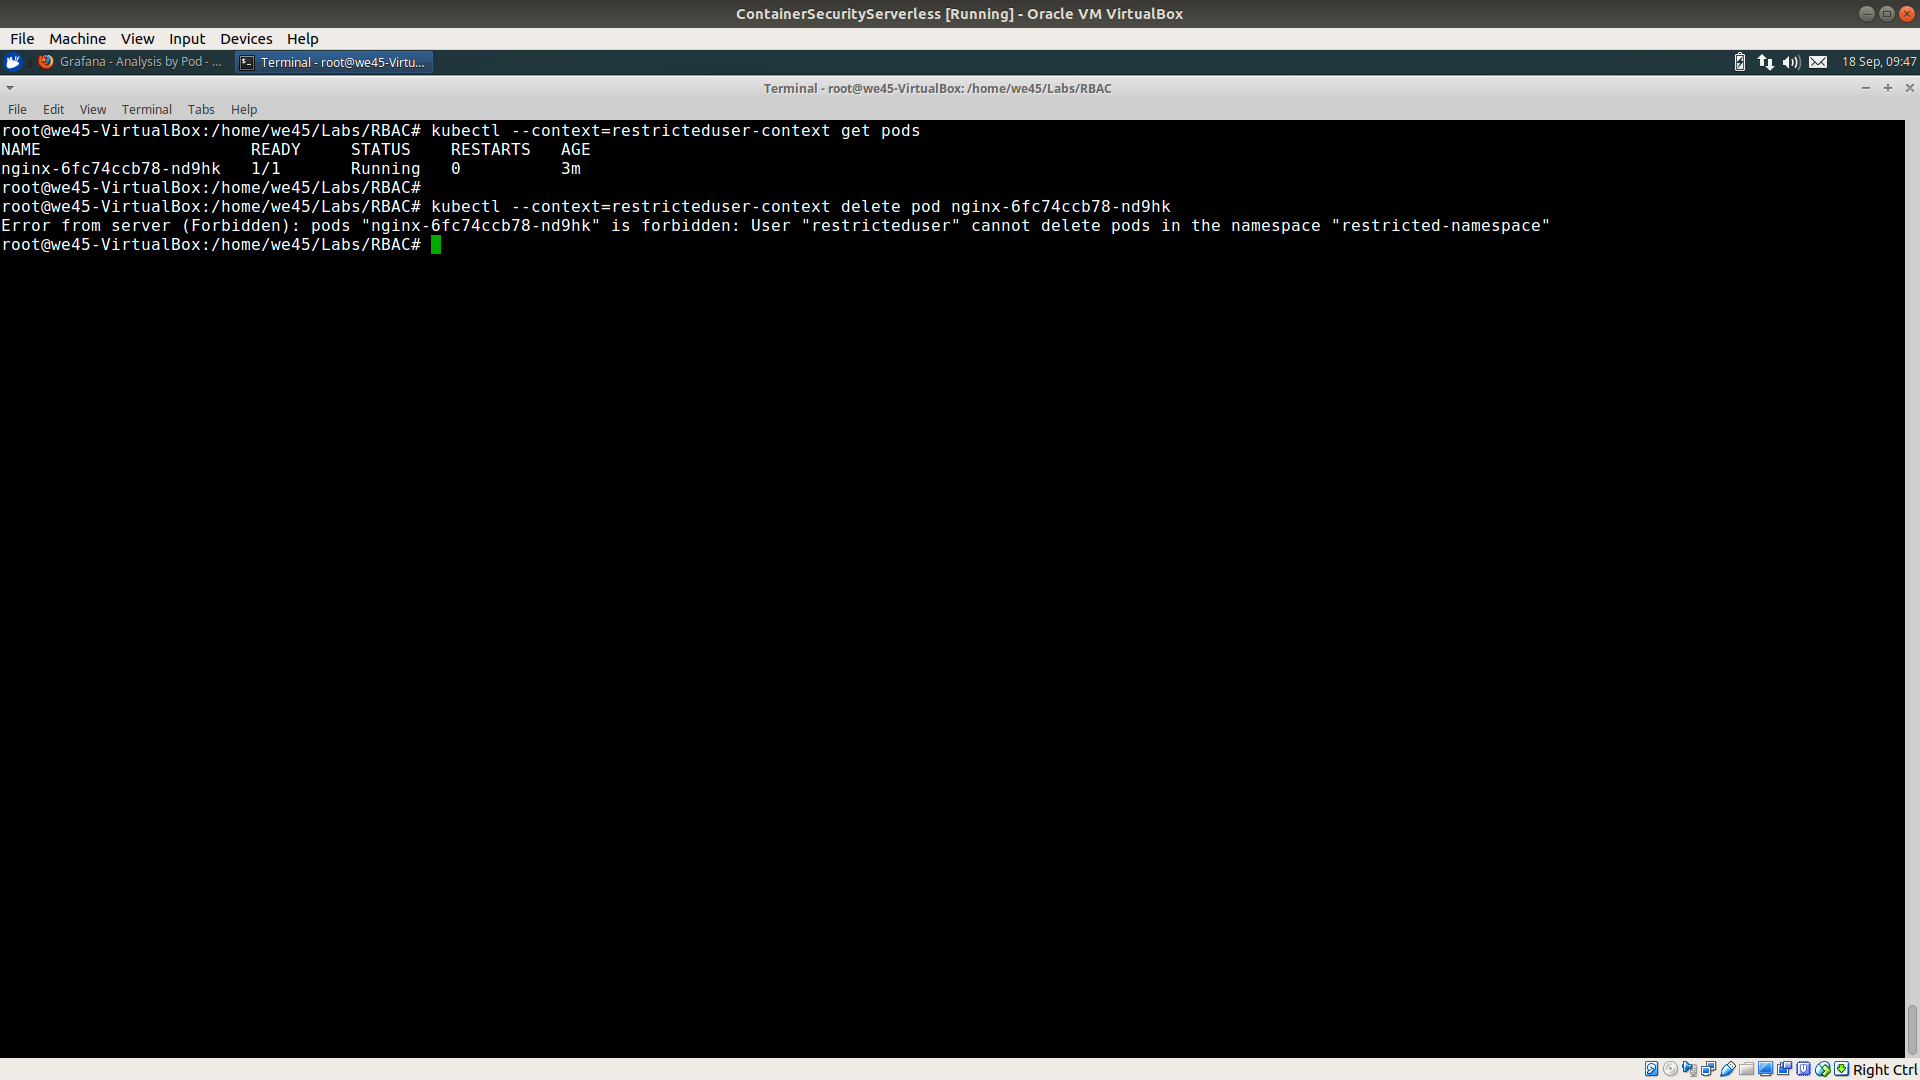 ContainerSecurityServerless [Running] - Oracle VM VirtualBox
File Machine View Input Devices Help
Grafana - Analysis by Pod - ... Terminal - root@we45-Virtu... 18 Sep, 09:47
Terminal - root@we45-VirtualBox: /home/we45/Labs/RBAC
File Edit View Terminal Tabs Help
root@we45-VirtualBox:/home/we45/Labs/RBAC# kubectl --context=restricteduser-context get pods
NAME READY STATUS RESTARTS AGE
nginx-6fc74ccb78-nd9hk 1/1 Running 0 3m
root@we45-VirtualBox:/home/we45/Labs/RBAC#
root@we45-VirtualBox:/home/we45/Labs/RBAC# kubectl --context=restricteduser-context delete pod nginx-6fc74ccb78-nd9hk
Error from server (Forbidden): pods "nginx-6fc74ccb78-nd9hk" is forbidden: User "restricteduser" cannot delete pods in the namespace "restricted-namespace"
root@we45-VirtualBox:/home/we45/Labs/RBAC#
Right Ctrl